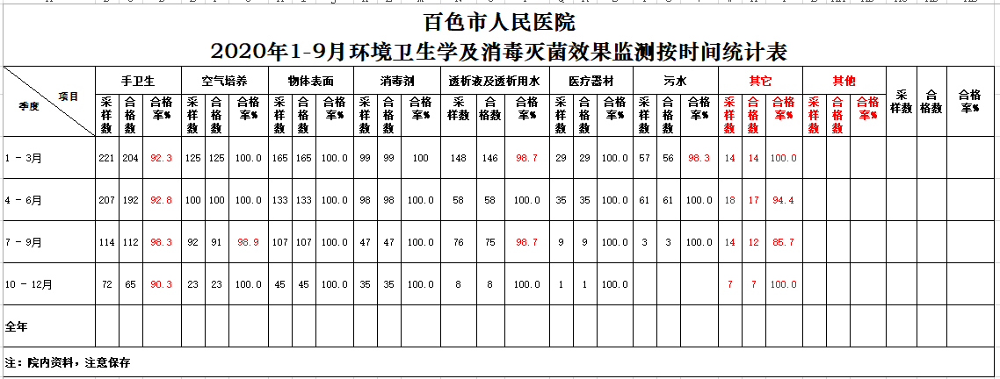 百色市人民医院
2020年1-9月环境卫生学及消毒灭菌效果监测按时间统计表
项目 季度 手卫生 空气培养 物体表面 消毒剂 透析液及透析用水 医疗器材 污水 其它 其他
采样数 合格数 合格率% 采样数 合格数 合格率% 采样数 合格数 合格率% 采样数 合格数 合格率% 采样数 合格数 合格率% 采样数 合格数 合格率% 采样数 合格数 合格率% 采样数 合格数 合格率% 采样数 合格数 合格率% 采样数 合格数 合格率%
1 - 3月 221 204 92.3 125 125 100.0 165 165 100.0 99 99 100 148 146 98.7 29 29 100.0 57 56 98.3 14 14 100.0
4 - 6月 207 192 92.8 100 100 100.0 133 133 100.0 98 98 100.0 58 58 100.0 35 35 100.0 61 61 100.0 18 17 94.4
7 - 9月 114 112 98.3 92 91 98.9 107 107 100.0 47 47 100.0 76 75 98.7 9 9 100.0 3 3 100.0 14 12 85.7
10 - 12月 72 65 90.3 23 23 100.0 45 45 100.0 35 35 100.0 8 8 100.0 1 1 100.0 7 7 100.0
全年
注：院内资料，注意保存